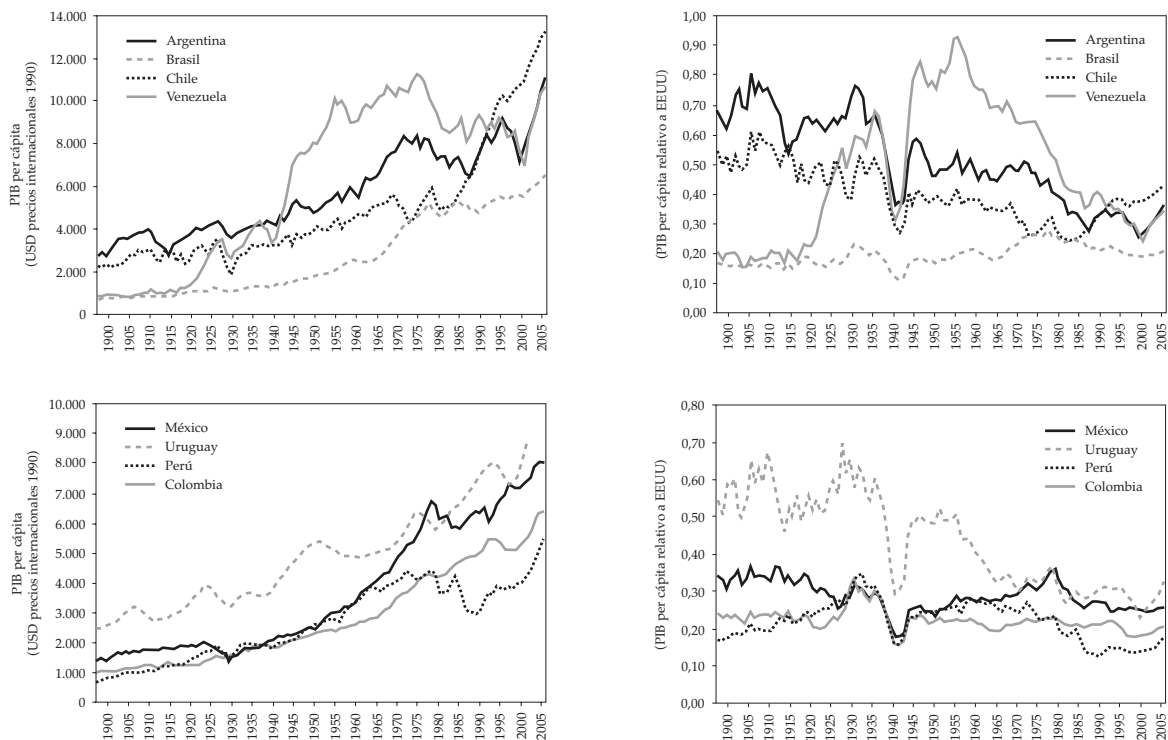 14.000
12.000
10.000
8.000
6.000
4.000
2.000
0
PIB per cápita
(USD precios internacionales 1990)
Argentina
Brasil
Chile
Venezuela
1900 1905 1910 1915 1920 1925 1930 1935 1940 1945 1950 1955 1960 1965 1970 1975 1980 1985 1990 1995 2000 2005
1,00
0,90
0,80
0,70
0,60
0,50
0,40
0,30
0,20
0,10
0,00
(PIB per cápita relativo a EEUU)
Argentina
Brasil
Chile
Venezuela
1900 1905 1910 1915 1920 1925 1930 1935 1940 1945 1950 1955 1960 1965 1970 1975 1980 1985 1990 1995 2000 2005
10.000
9.000
8.000
7.000
6.000
5.000
4.000
3.000
2.000
1.000
0
PIB per cápita
(USD precios internacionales 1990)
México
Uruguay
Perú
Colombia
1900 1905 1910 1915 1920 1925 1930 1935 1940 1945 1950 1955 1960 1965 1970 1975 1980 1985 1990 1995 2000 2005
0,80
0,70
0,60
0,50
0,40
0,30
0,20
0,10
0,00
(PIB per cápita relativo a EEUU)
México
Uruguay
Perú
Colombia
1900 1905 1910 1915 1920 1925 1930 1935 1940 1945 1950 1955 1960 1965 1970 1975 1980 1985 1990 1995 2000 2005